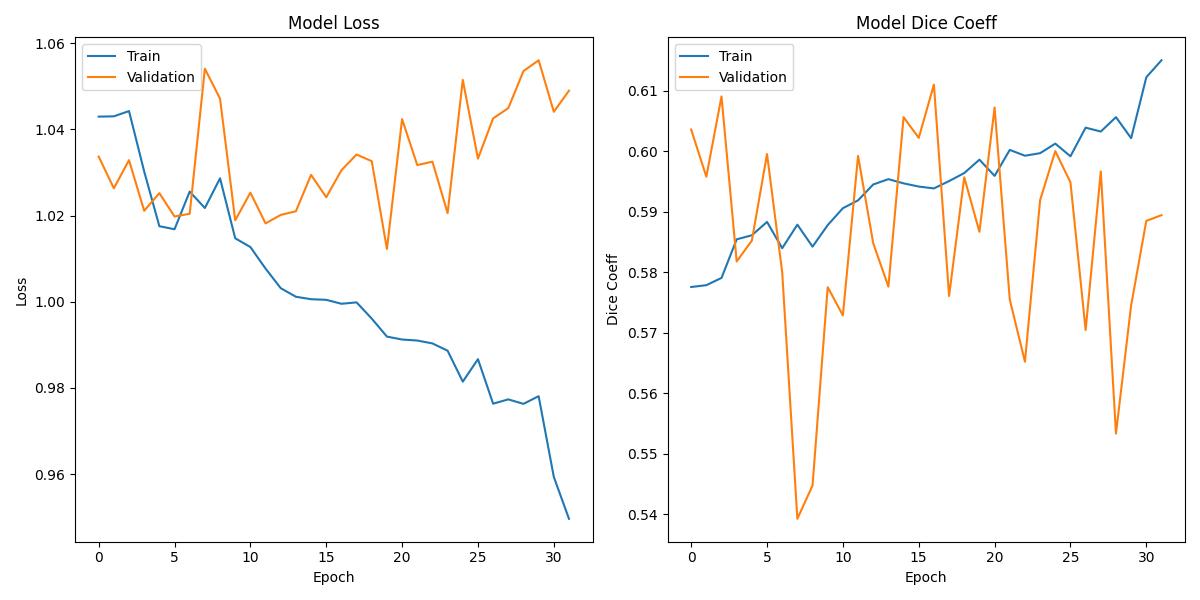 Model Loss
Train
Validation
1.06
1.04
1.02
1.00
0.98
0.96
Loss
0
5
10
15
20
25
30
Epoch
Model Dice Coeff
Train
Validation
0.61
0.60
0.59
0.58
0.57
0.56
0.55
0.54
Dice Coeff
0
5
10
15
20
25
30
Epoch